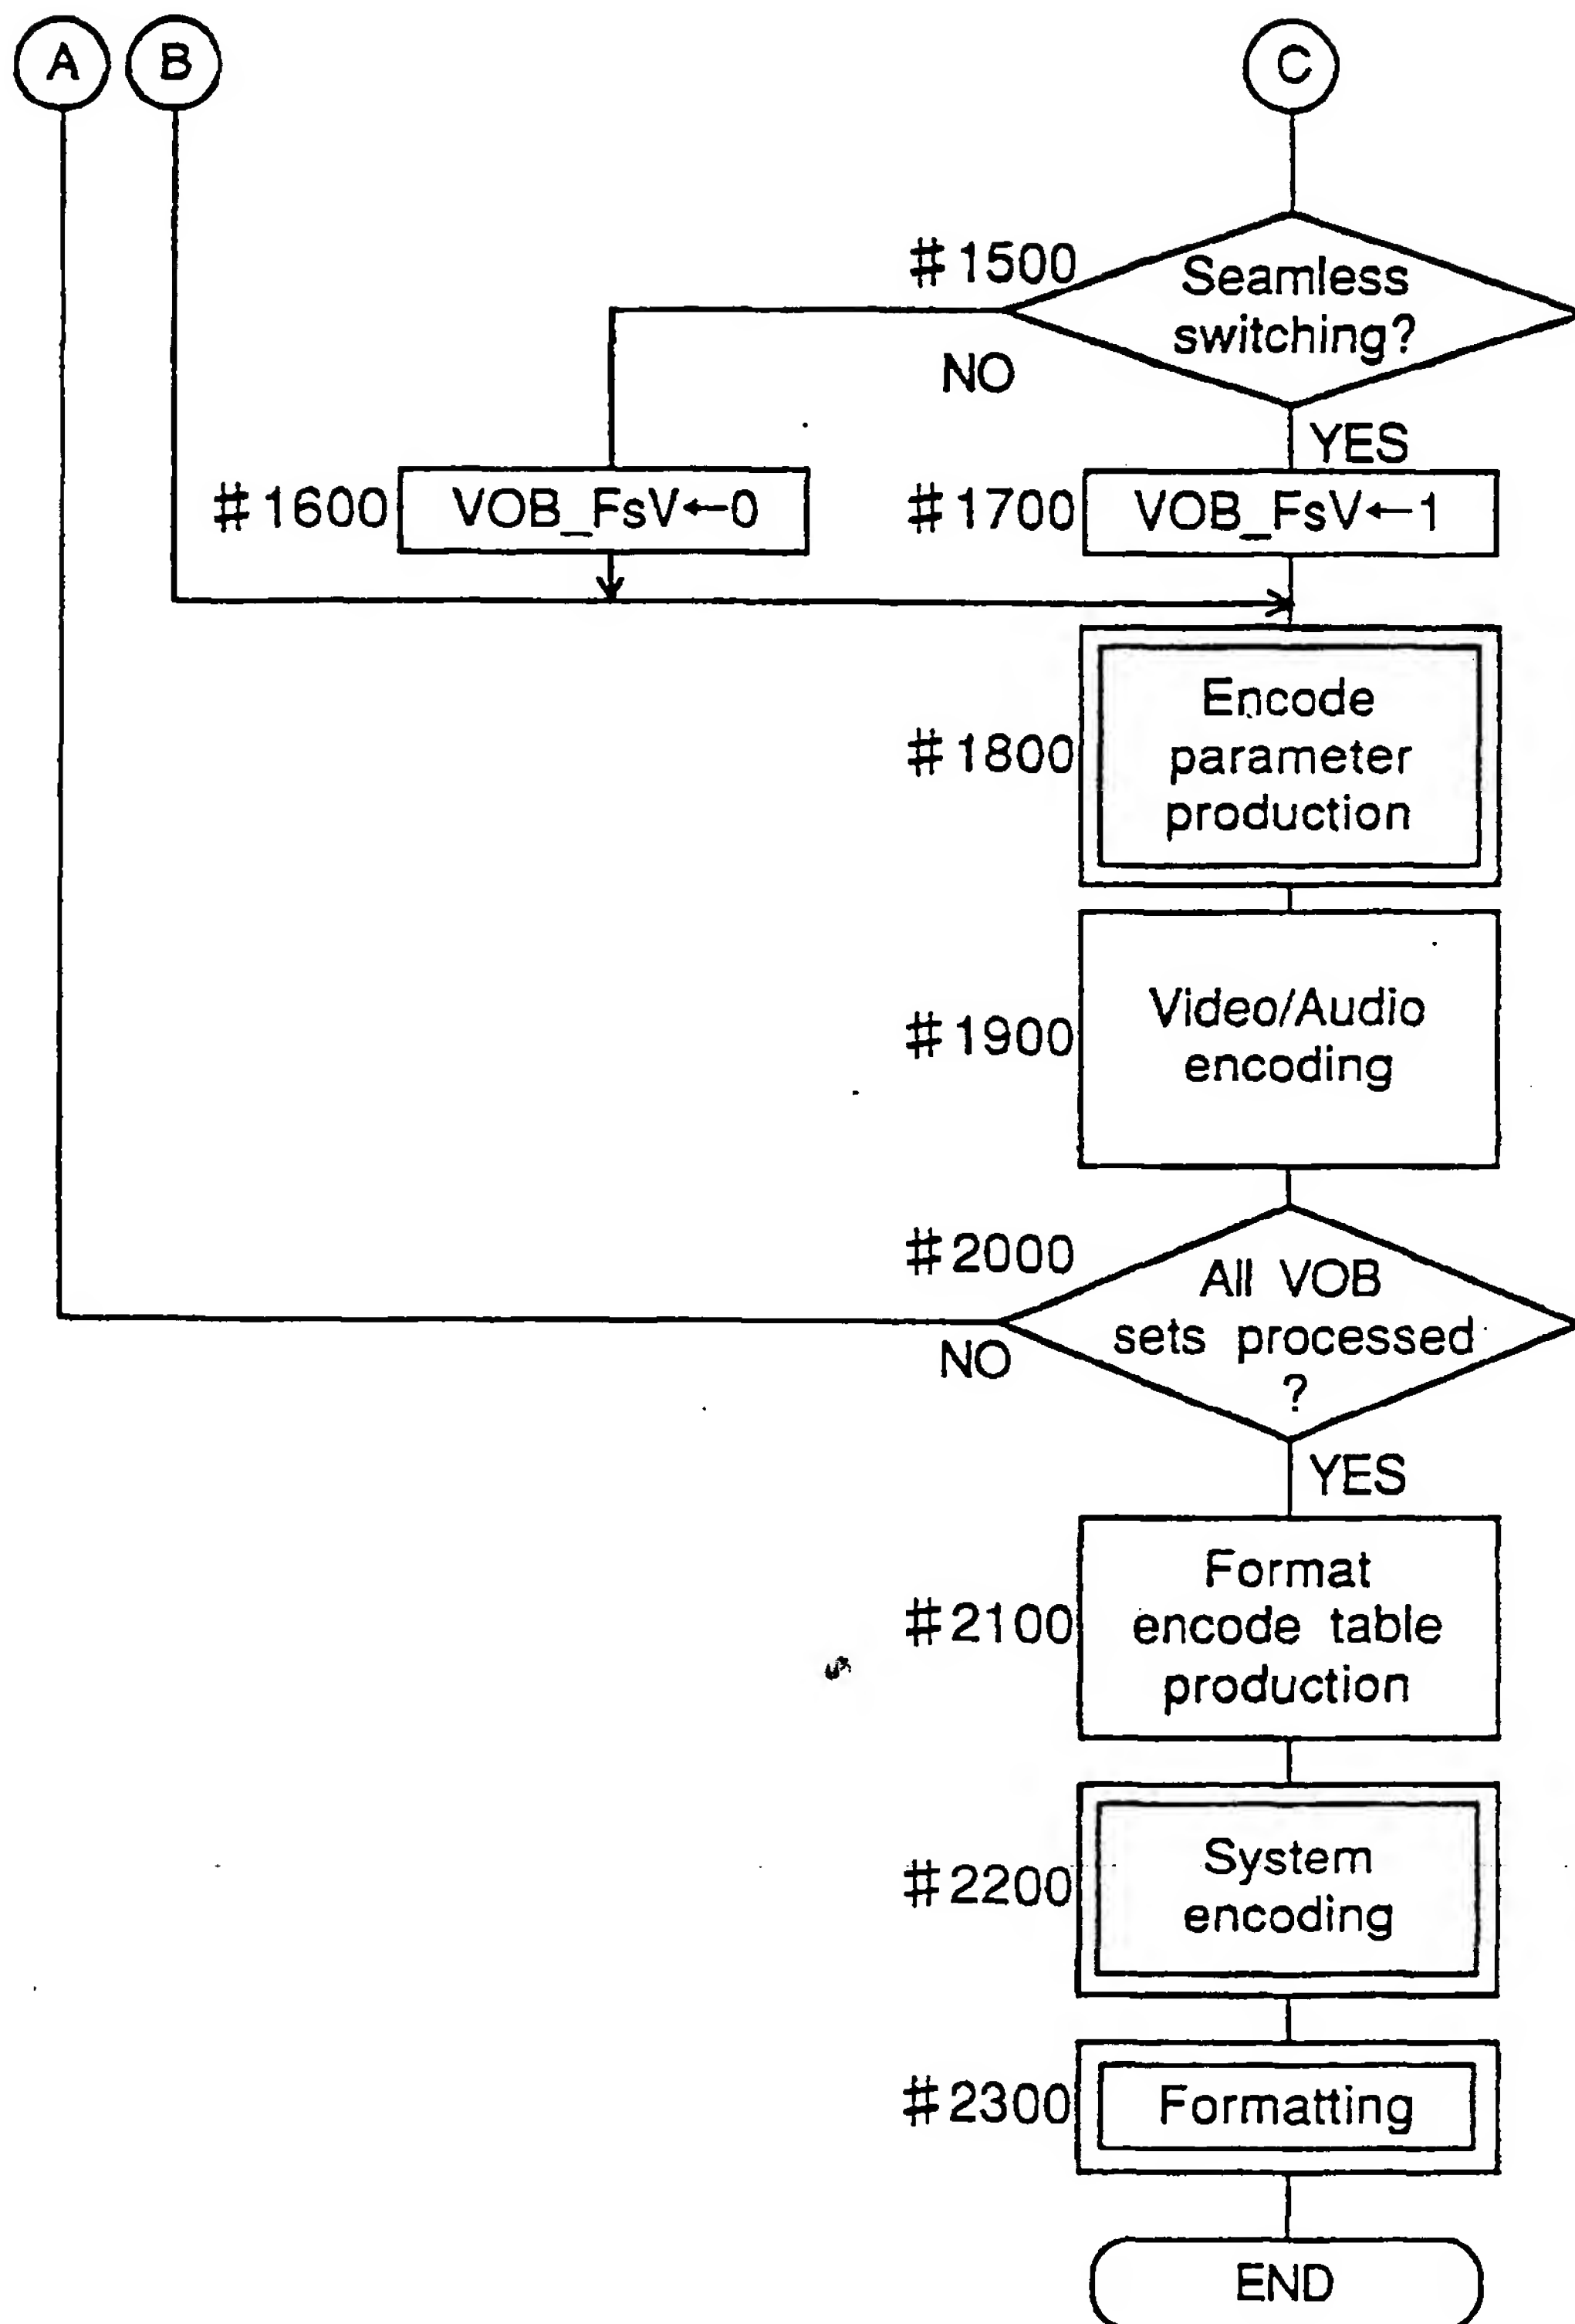 A B C
#1500
Seamless
switching?
NO
YES
#1600 VOB_FsV←0
#1700 VOB_FsV←1
#1800
Encode
parameter
production
#1900
Video/Audio
encoding
#2000
All VOB
sets processed
?
NO
YES
#2100
Format
encode table
production
#2200
System
encoding
#2300
Formatting
END